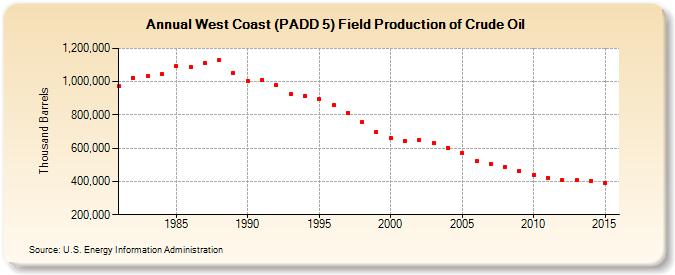 Annual West Coast (PADD 5) Field Production of Crude Oil
Thousand Barrels
1,200,000
1,000,000
800,000
600,000
400,000
200,000
1985 1990 1995 2000 2005 2010 2015
Source: U.S. Energy Information Administration